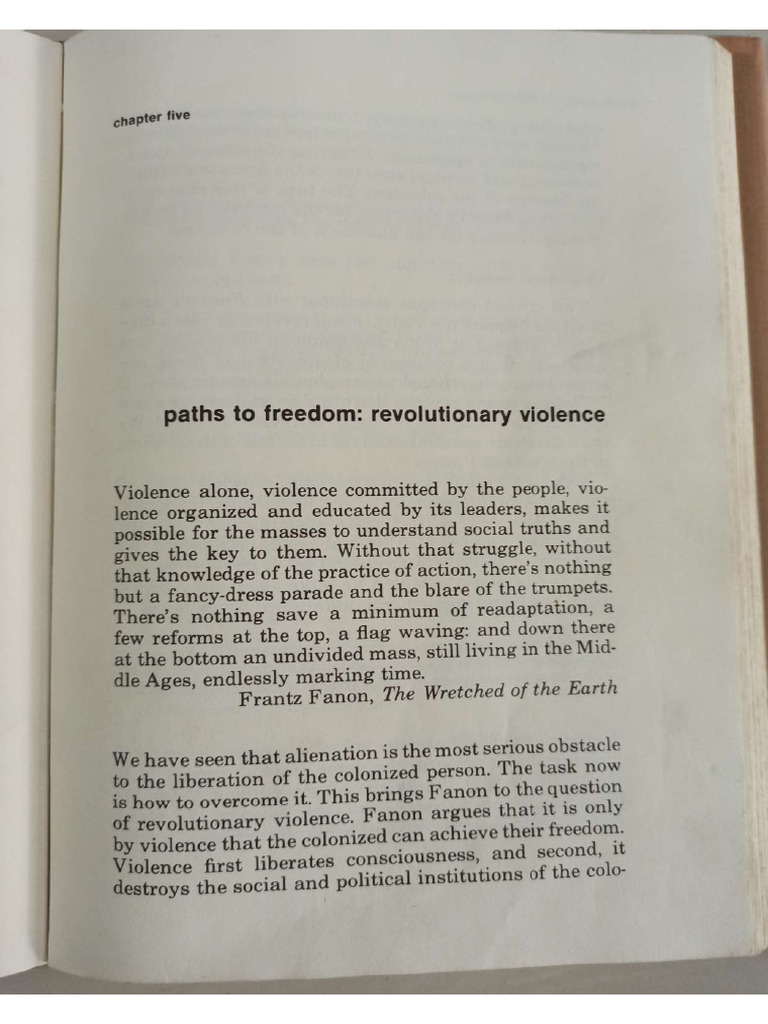 chapter five
paths to freedom: revolutionary violence
Violence alone, violence committed by the people, vio-
lence organized and educated by its leaders, makes it
possible for the masses to understand social truths and
gives the key to them. Without that struggle, without
that knowledge of the practice of action, there's nothing
but a fancy-dress parade and the blare of the trumpets.
There's nothing save a minimum of readaptation, a
few reforms at the top, a flag waving: and down there
at the bottom an undivided mass, still living in the Mid-
dle Ages, endlessly marking time.
Frantz Fanon, The Wretched of the Earth
We have seen that alienation is the most serious obstacle
to the liberation of the colonized person. The task now
is how to overcome it. This brings Fanon to the question
of revolutionary violence. Fanon argues that it is only
by violence that the colonized can achieve their freedom.
Violence first liberates consciousness, and second, it
destroys the social and political institutions of the colo-